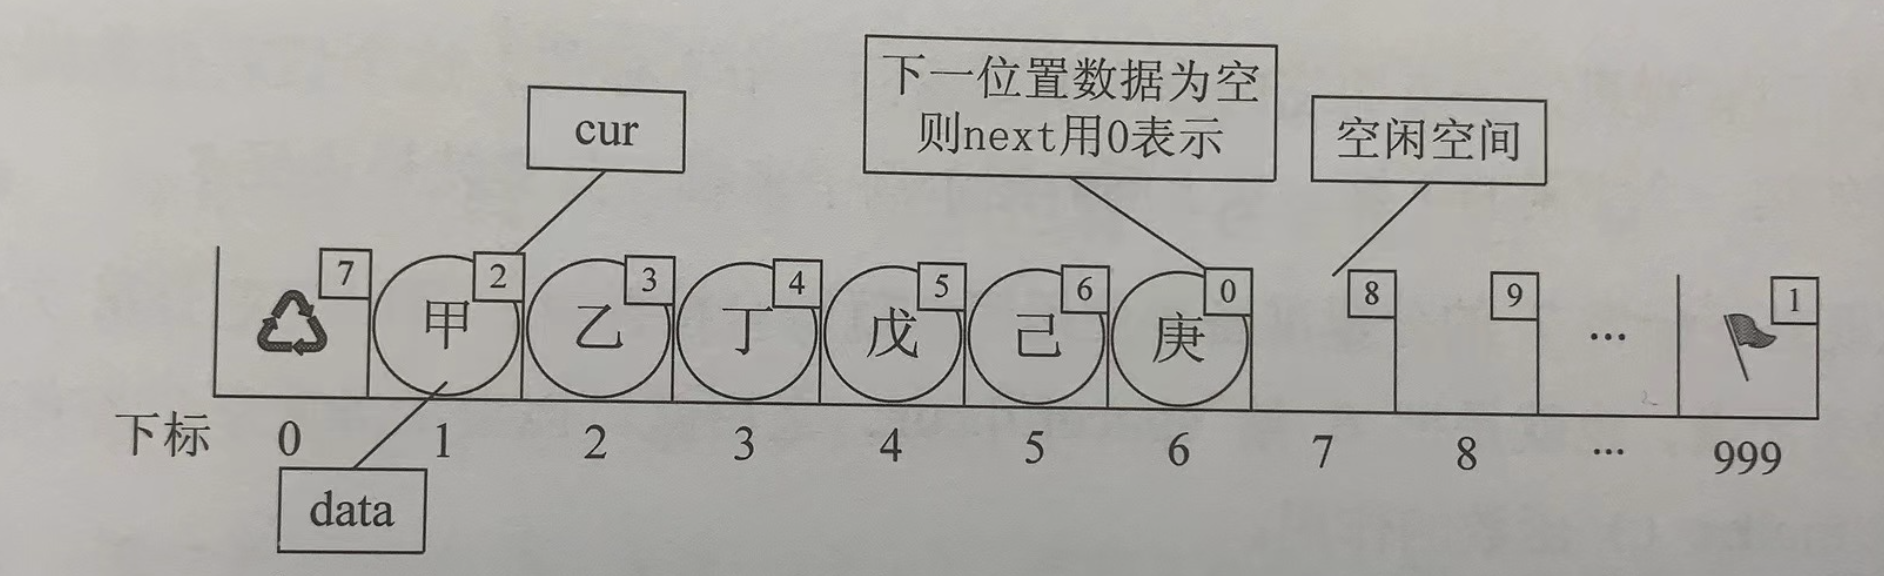 下一位置数据为空
则next用0表示
cur
空闲空间
7 2 3 4 5 6 0 8 9 1
甲 乙 丁 戊 己 庚 …
下标 0 1 2 3 4 5 6 7 8 … 999
data